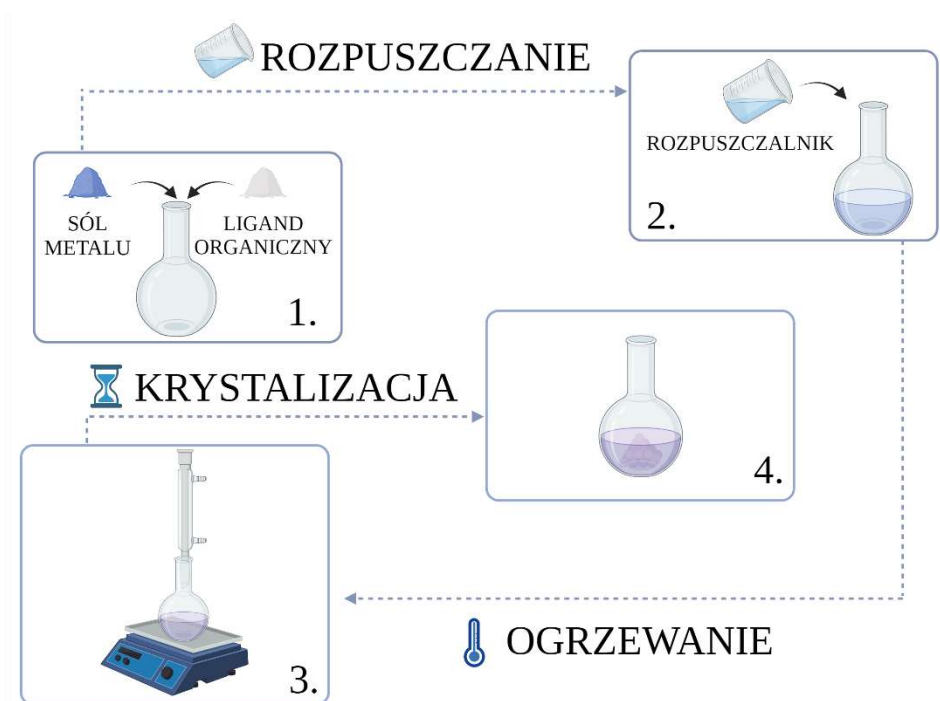 ROZPUSZCZANIE
SÓL
METALU
LIGAND
ORGANICZNY
1.
ROZPUSZCZALNIK
2.
OGRZEWANIE
3.
KRYSTALIZACJA
4.